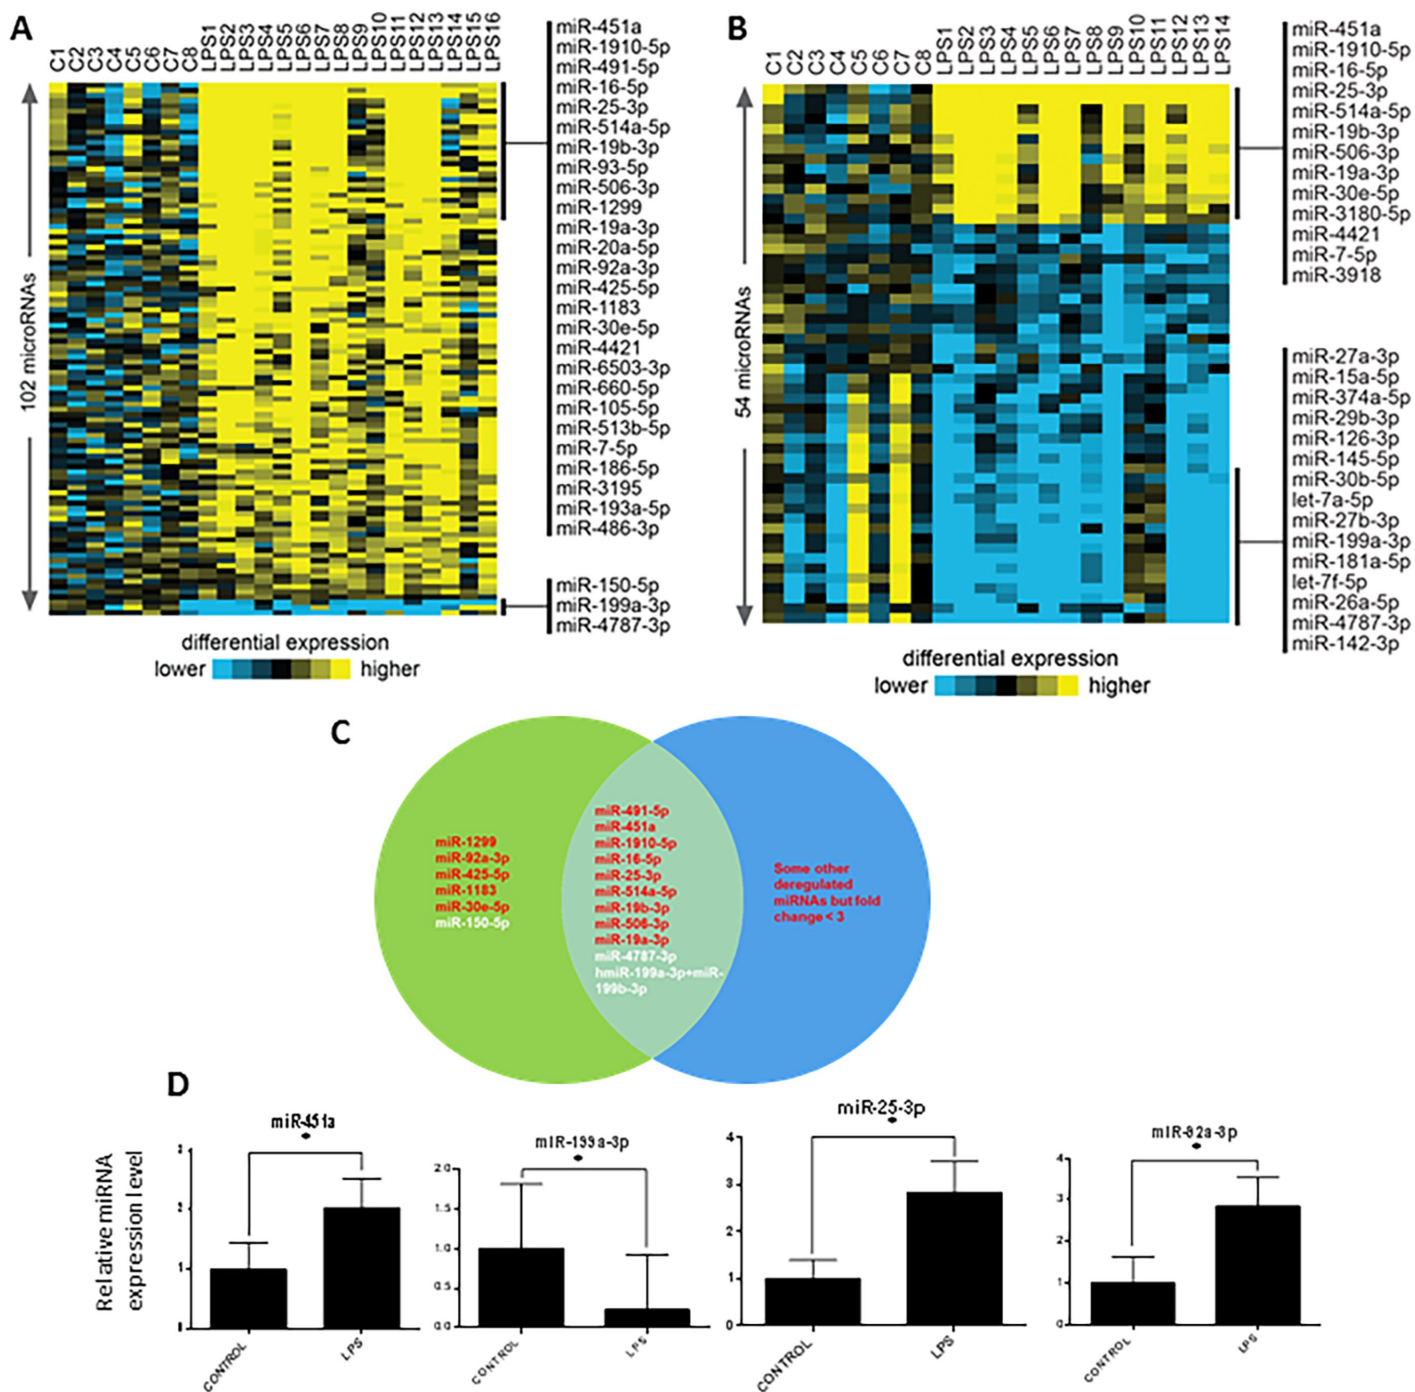 A
C1 C2 C3 C4 C5 C6 C7 C8 LPS1 LPS2 LPS3 LPS4 LPS5 LPS6 LPS7 LPS8 LPS9 LPS10 LPS11 LPS12 LPS13 LPS14 LPS15 LPS16
102 microRNAs
miR-451a
miR-1910-5p
miR-491-5p
miR-16-5p
miR-25-3p
miR-514a-5p
miR-19b-3p
miR-93-5p
miR-506-3p
miR-1299
miR-19a-3p
miR-20a-5p
miR-92a-3p
miR-425-5p
miR-1183
miR-30e-5p
miR-4421
miR-6503-3p
miR-660-5p
miR-105-5p
miR-513b-5p
miR-7-5p
miR-186-5p
miR-3195
miR-193a-5p
miR-486-3p
miR-150-5p
miR-199a-3p
miR-4787-3p
differential expression
lower higher
B
C1 C2 C3 C4 C5 C6 C7 C8 LPS1 LPS2 LPS3 LPS4 LPS5 LPS6 LPS7 LPS8 LPS9 LPS10 LPS11 LPS12 LPS13 LPS14
54 microRNAs
miR-451a
miR-1910-5p
miR-16-5p
miR-25-3p
miR-514a-5p
miR-19b-3p
miR-506-3p
miR-19a-3p
miR-30e-5p
miR-3180-5p
miR-4421
miR-7-5p
miR-3918
miR-27a-3p
miR-15a-5p
miR-374a-5p
miR-29b-3p
miR-126-3p
miR-145-5p
miR-30b-5p
let-7a-5p
miR-27b-3p
miR-199a-3p
miR-181a-5p
let-7f-5p
miR-26a-5p
miR-4787-3p
miR-142-3p
differential expression
lower higher
C
miR-1299
miR-92a-3p
miR-425-5p
miR-1183
miR-30e-5p
miR-150-5p
miR-491-5p
miR-451a
miR-1910-5p
miR-16-5p
miR-25-3p
miR-514a-5p
miR-19b-3p
miR-506-3p
miR-19a-3p
miR-4787-3p
hmiR-199a-3p+miR-
199b-3p
Some other
deregulated
miRNAs but fold
change < 3
D
Relative miRNA
expression level
miR-451a
3
2
1
CONTROL
LPS
miR-199a-3p
2.0
1.5
1.0
0.5
0.0
CONTROL
LPS
miR-25-3p
4
3
2
1
0
CONTROL
LPS
miR-92a-3p
4
3
2
1
0
CONTROL
LPS